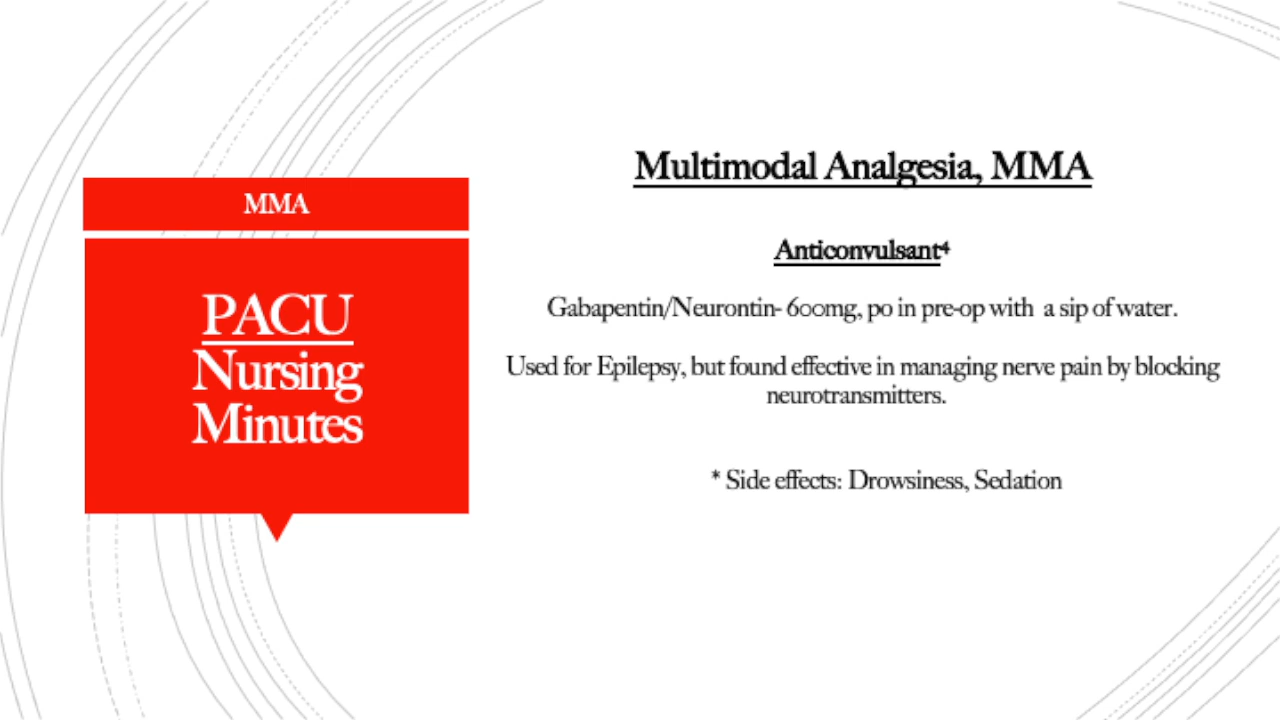 MMA
PACU
Nursing
Minutes
Multimodal Analgesia, MMA
Anticonvulsant⁴
Gabapentin/Neurontin- 600mg, po in pre-op with  a sip of water.
Used for Epilepsy, but found effective in managing nerve pain by blocking
neurotransmitters.
* Side effects: Drowsiness, Sedation